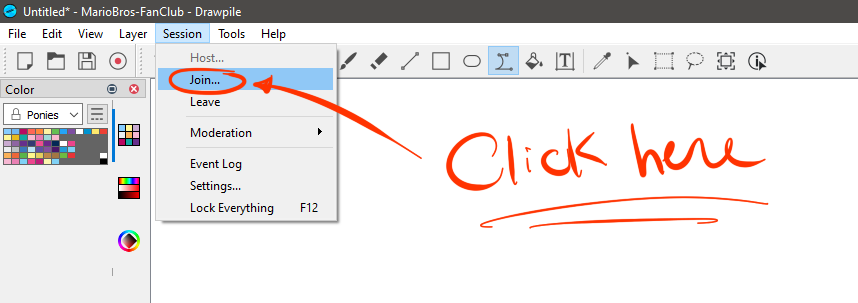 Untitled* - MarioBros-FanClub - Drawpile
File Edit View Layer Session Tools Help
Host...
Color
Join...
Ponies
Leave
Click here
Moderation
Event Log
Settings...
Lock Everything F12